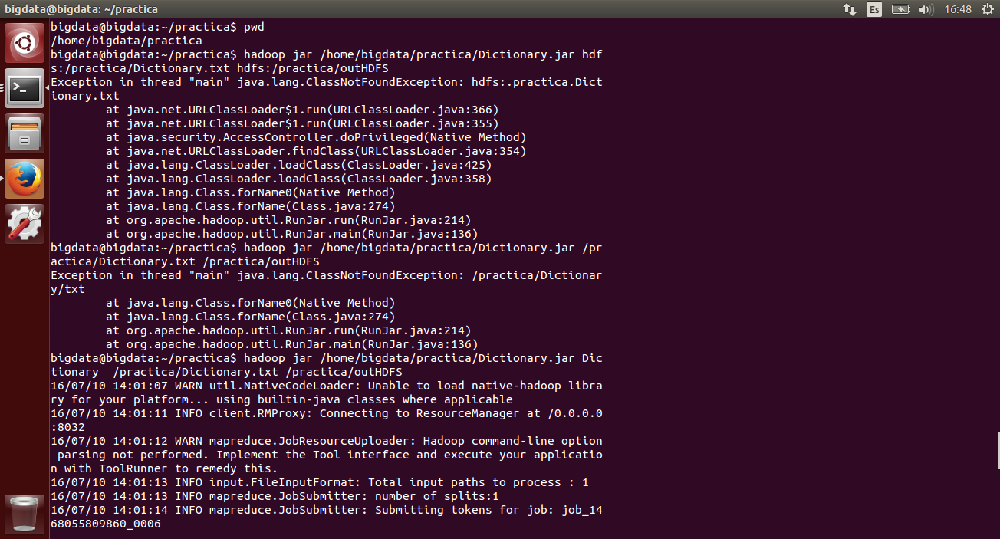 bigdata@bigdata: ~/practica
Es
16:48
bigdata@bigdata:~/practica$ pwd
/home/bigdata/practica
bigdata@bigdata:~/practica$ hadoop jar /home/bigdata/practica/Dictionary.jar hdf
s:/practica/Dictionary.txt hdfs:/practica/outHDFS
Exception in thread "main" java.lang.ClassNotFoundException: hdfs:.practica.Dict
ionary.txt
        at java.net.URLClassLoader$1.run(URLClassLoader.java:366)
        at java.net.URLClassLoader$1.run(URLClassLoader.java:355)
        at java.security.AccessController.doPrivileged(Native Method)
        at java.net.URLClassLoader.findClass(URLClassLoader.java:354)
        at java.lang.ClassLoader.loadClass(ClassLoader.java:425)
        at java.lang.ClassLoader.loadClass(ClassLoader.java:358)
        at java.lang.Class.forName0(Native Method)
        at java.lang.Class.forName(Class.java:274)
        at org.apache.hadoop.util.RunJar.run(RunJar.java:214)
        at org.apache.hadoop.util.RunJar.main(RunJar.java:136)
bigdata@bigdata:~/practica$ hadoop jar /home/bigdata/practica/Dictionary.jar /pr
actica/Dictionary.txt /practica/outHDFS
Exception in thread "main" java.lang.ClassNotFoundException: /practica/Dictionar
y/txt
        at java.lang.Class.forName0(Native Method)
        at java.lang.Class.forName(Class.java:274)
        at org.apache.hadoop.util.RunJar.run(RunJar.java:214)
        at org.apache.hadoop.util.RunJar.main(RunJar.java:136)
bigdata@bigdata:~/practica$ hadoop jar /home/bigdata/practica/Dictionary.jar Dic
tionary  /practica/Dictionary.txt /practica/outHDFS
16/07/10 14:01:07 WARN util.NativeCodeLoader: Unable to load native-hadoop libra
ry for your platform... using builtin-java classes where applicable
16/07/10 14:01:11 INFO client.RMProxy: Connecting to ResourceManager at /0.0.0.0
:8032
16/07/10 14:01:12 WARN mapreduce.JobResourceUploader: Hadoop command-line option
 parsing not performed. Implement the Tool interface and execute your applicatio
n with ToolRunner to remedy this.
16/07/10 14:01:13 INFO input.FileInputFormat: Total input paths to process : 1
16/07/10 14:01:13 INFO mapreduce.JobSubmitter: number of splits:1
16/07/10 14:01:14 INFO mapreduce.JobSubmitter: Submitting tokens for job: job_14
68055809860_0006